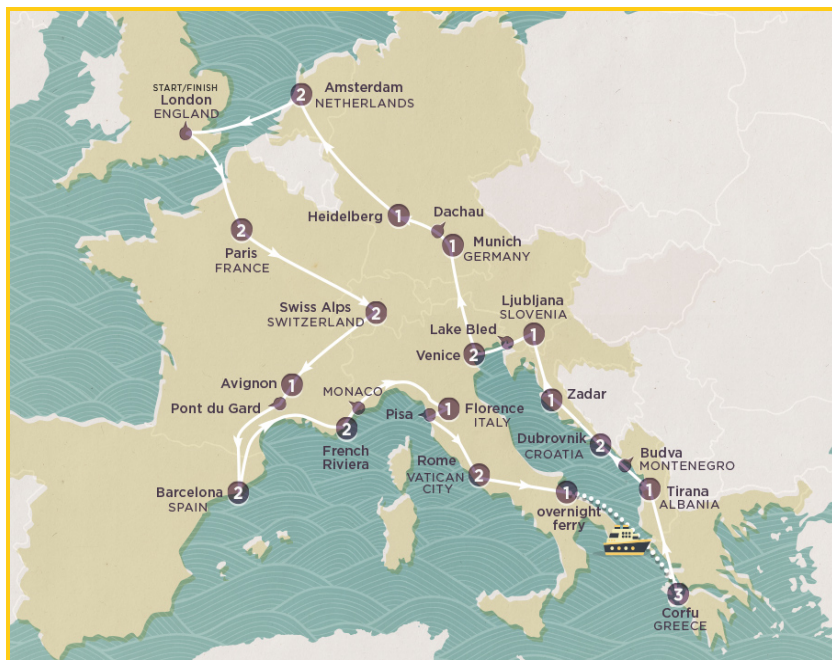 START/FINISH
London
ENGLAND
2
Amsterdam
NETHERLANDS
2
Paris
FRANCE
Heidelberg
1
Dachau
1
Munich
GERMANY
Swiss Alps
SWITZERLAND
2
Ljubljana
SLOVENIA
1
Lake Bled
Venice
2
Avignon
1
Pont du Gard
MONACO
Pisa
1
Florence
ITALY
2
French
Riviera
Barcelona
SPAIN
2
Rome
VATICAN
CITY
2
1
overnight
ferry
1
Zadar
Dubrovnik
CROATIA
2
Budva
MONTENEGRO
1
Tirana
ALBANIA
3
Corfu
GREECE